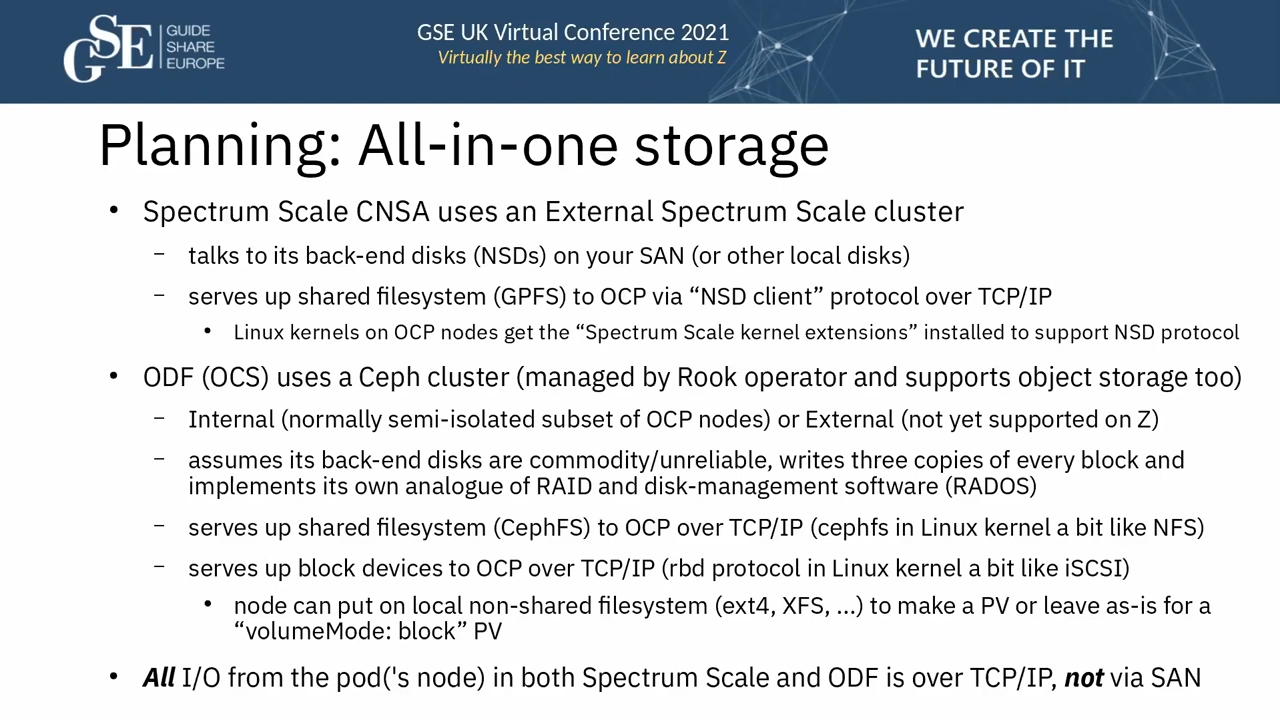 GSE
GUIDE
SHARE
EUROPE
GSE UK Virtual Conference 2021
Virtually the best way to learn about Z
WE CREATE THE
FUTURE OF IT
Planning: All-in-one storage
• Spectrum Scale CNSA uses an External Spectrum Scale cluster
– talks to its back-end disks (NSDs) on your SAN (or other local disks)
– serves up shared filesystem (GPFS) to OCP via “NSD client” protocol over TCP/IP
• Linux kernels on OCP nodes get the “Spectrum Scale kernel extensions” installed to support NSD protocol
• ODF (OCS) uses a Ceph cluster (managed by Rook operator and supports object storage too)
– Internal (normally semi-isolated subset of OCP nodes) or External (not yet supported on Z)
– assumes its back-end disks are commodity/unreliable, writes three copies of every block and
implements its own analogue of RAID and disk-management software (RADOS)
– serves up shared filesystem (CephFS) to OCP over TCP/IP (cephfs in Linux kernel a bit like NFS)
– serves up block devices to OCP over TCP/IP (rbd protocol in Linux kernel a bit like iSCSI)
• node can put on local non-shared filesystem (ext4, XFS, ...) to make a PV or leave as-is for a
“volumeMode: block” PV
• All I/O from the pod('s node) in both Spectrum Scale and ODF is over TCP/IP, not via SAN